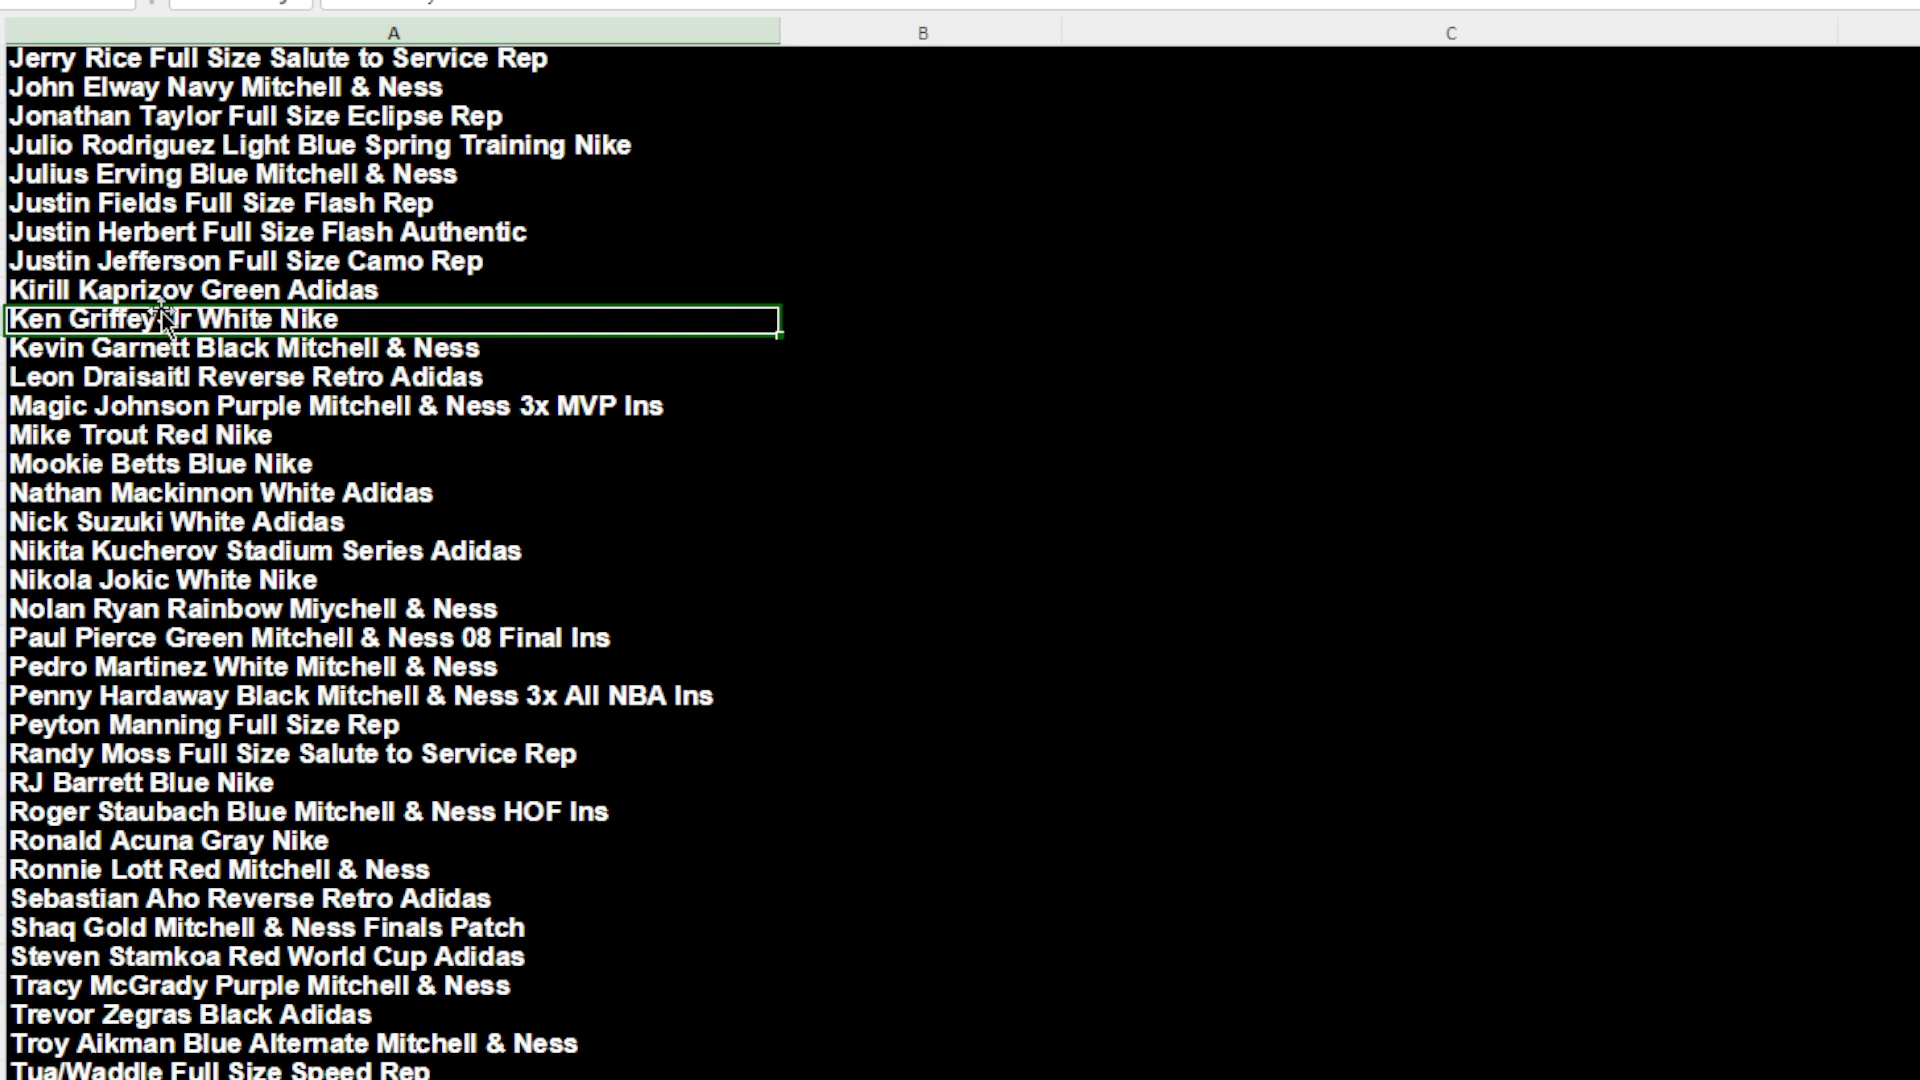 A B C
Jerry Rice Full Size Salute to Service Rep
John Elway Navy Mitchell & Ness
Jonathan Taylor Full Size Eclipse Rep
Julio Rodriguez Light Blue Spring Training Nike
Julius Erving Blue Mitchell & Ness
Justin Fields Full Size Flash Rep
Justin Herbert Full Size Flash Authentic
Justin Jefferson Full Size Camo Rep
Kirill Kaprizov Green Adidas
Ken Griffey Jr White Nike
Kevin Garnett Black Mitchell & Ness
Leon Draisaitl Reverse Retro Adidas
Magic Johnson Purple Mitchell & Ness 3x MVP Ins
Mike Trout Red Nike
Mookie Betts Blue Nike
Nathan Mackinnon White Adidas
Nick Suzuki White Adidas
Nikita Kucherov Stadium Series Adidas
Nikola Jokic White Nike
Nolan Ryan Rainbow Miychell & Ness
Paul Pierce Green Mitchell & Ness 08 Final Ins
Pedro Martinez White Mitchell & Ness
Penny Hardaway Black Mitchell & Ness 3x All NBA Ins
Peyton Manning Full Size Rep
Randy Moss Full Size Salute to Service Rep
RJ Barrett Blue Nike
Roger Staubach Blue Mitchell & Ness HOF Ins
Ronald Acuna Gray Nike
Ronnie Lott Red Mitchell & Ness
Sebastian Aho Reverse Retro Adidas
Shaq Gold Mitchell & Ness Finals Patch
Steven Stamkoa Red World Cup Adidas
Tracy McGrady Purple Mitchell & Ness
Trevor Zegras Black Adidas
Troy Aikman Blue Alternate Mitchell & Ness
Tua/Waddle Full Size Speed Rep